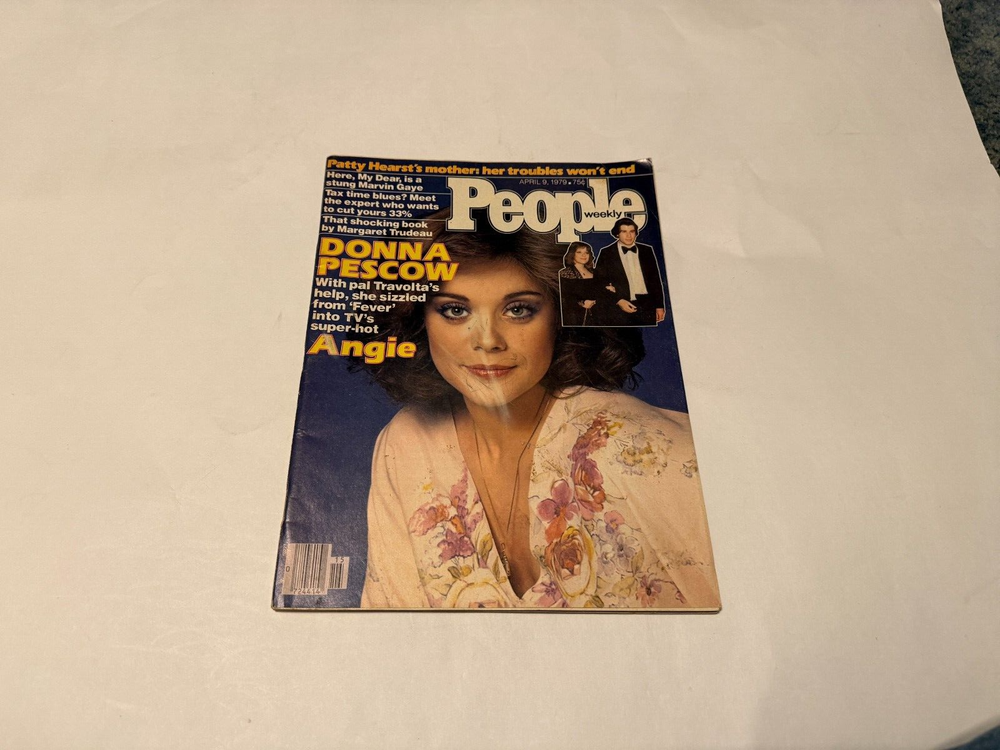 Patty Hearst's mother: her troubles won't end
Here, My Dear, is a
stung Marvin Gaye
Tax time blues? Meet
the expert who wants
to cut yours 33%
That shocking book
by Margaret Trudeau
APRIL 9, 1979 • 75¢
People
weekly
DONNA
PESCOW
With pal Travolta's
help, she sizzled
from 'Fever'
into TV's
super-hot
Angie
15
0